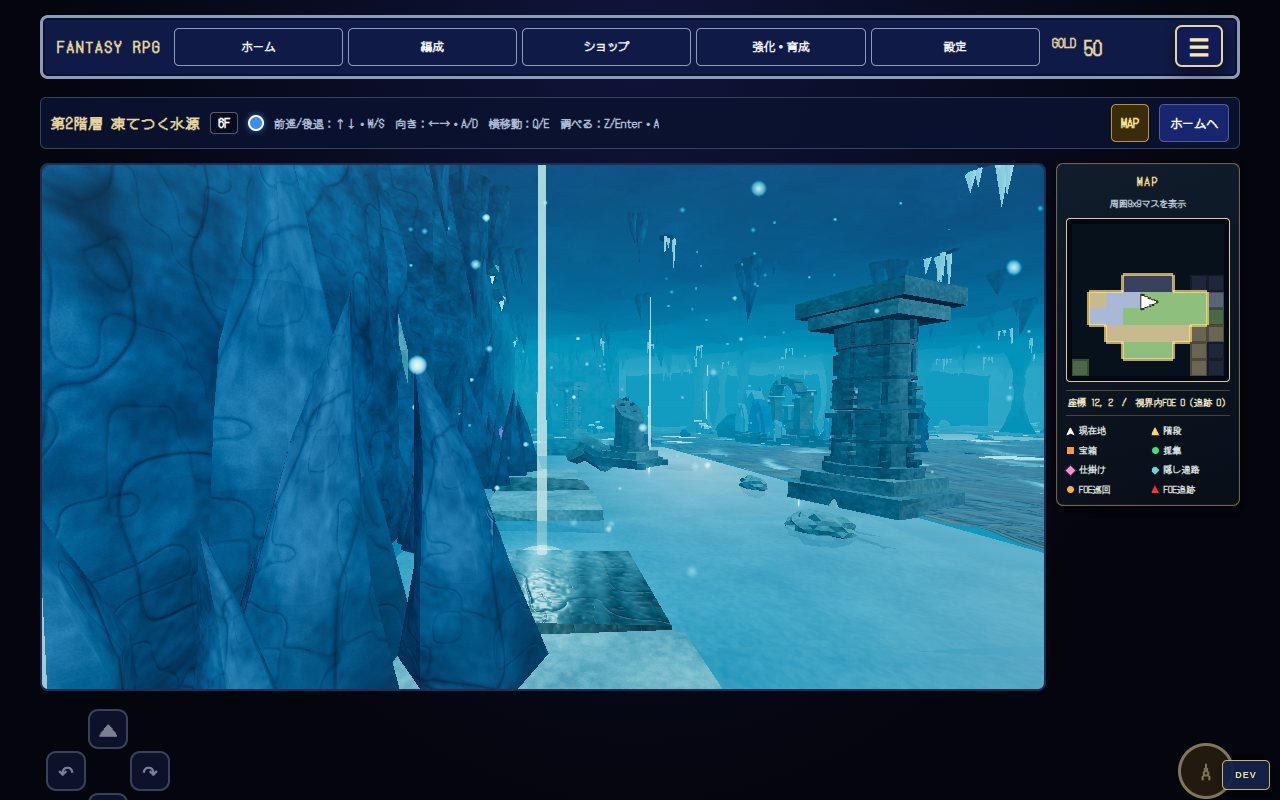 FANTASY RPG ホーム 編成 ショップ 強化・育成 設定 GOLD 50
第2階層 凍てつく水源 6F 前進/後退：↑↓・W/S 向き：←→・A/D 横移動：Q/E 調べる：Z/Enter・A MAP ホームへ
MAP
周囲9x9マスを表示
座標 12, 2 / 視界内FOE 0 (追跡 0)
現在地 階段
宝箱 採集
仕掛け 隠し通路
FOE巡回 FOE追跡
A DEV